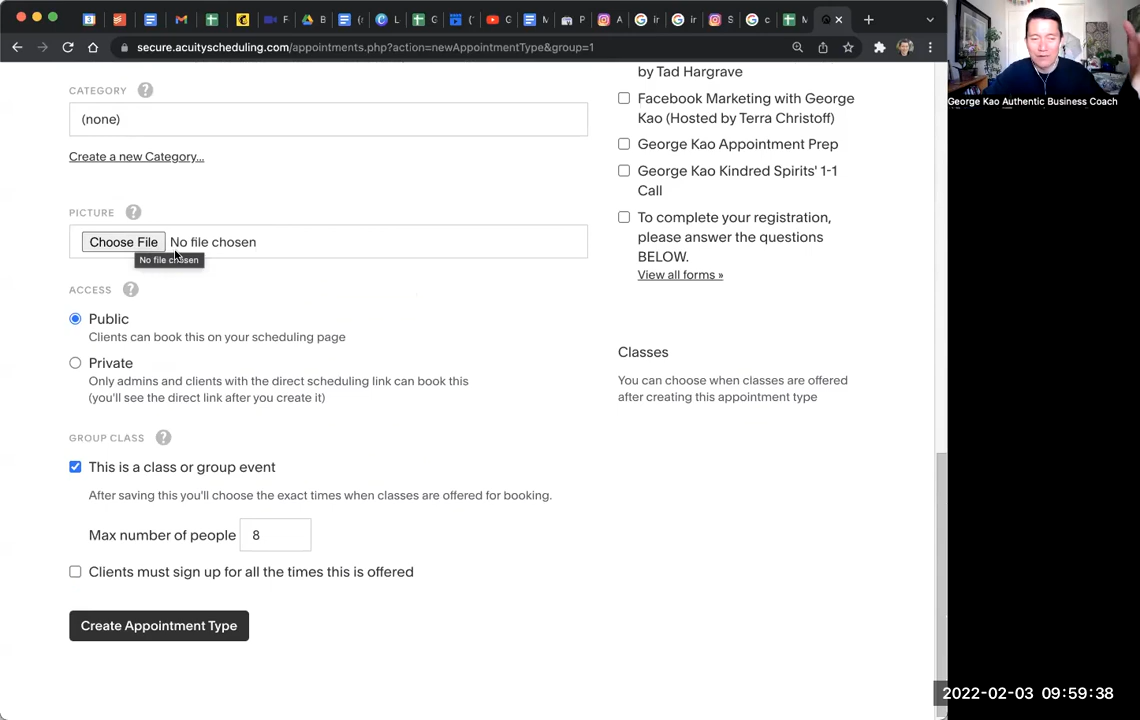 secure.acuityscheduling.com/appointments.php?action=newAppointmentType&group=1
George Kao Authentic Business Coach
by Tad Hargrave
CATEGORY ?
(none)
Create a new Category...
Facebook Marketing with George
Kao (Hosted by Terra Christoff)
George Kao Appointment Prep
George Kao Kindred Spirits' 1-1
Call
To complete your registration,
please answer the questions
BELOW.
View all forms »
PICTURE ?
Choose File No file chosen
No file chosen
ACCESS ?
Public
Clients can book this on your scheduling page
Private
Only admins and clients with the direct scheduling link can book this
(you'll see the direct link after you create it)
Classes
You can choose when classes are offered
after creating this appointment type
GROUP CLASS ?
This is a class or group event
After saving this you'll choose the exact times when classes are offered for booking.
Max number of people 8
Clients must sign up for all the times this is offered
Create Appointment Type
2022-02-03 09:59:38